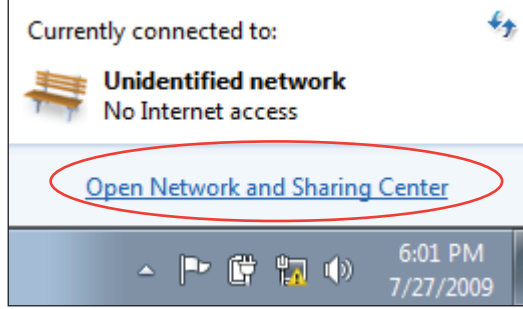 Currently connected to:
Unidentified network
No Internet access
Open Network and Sharing Center
6:01 PM
7/27/2009